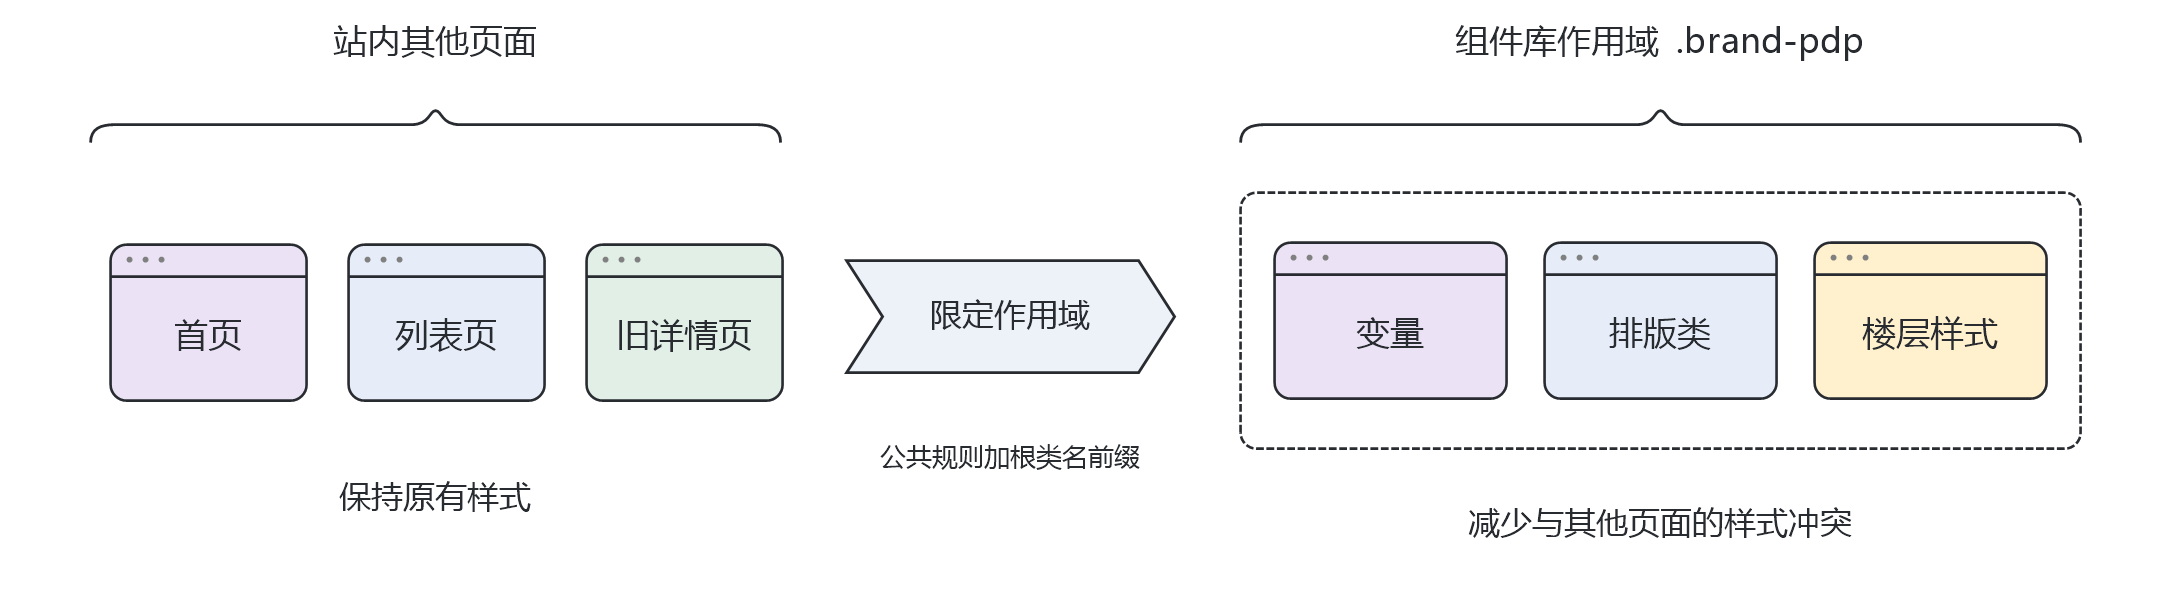 站内其他页面
组件库作用域 .brand-pdp
首页
列表页
旧详情页
限定作用域
变量
排版类
楼层样式
公共规则加根类名前缀
保持原有样式
减少与其他页面的样式冲突